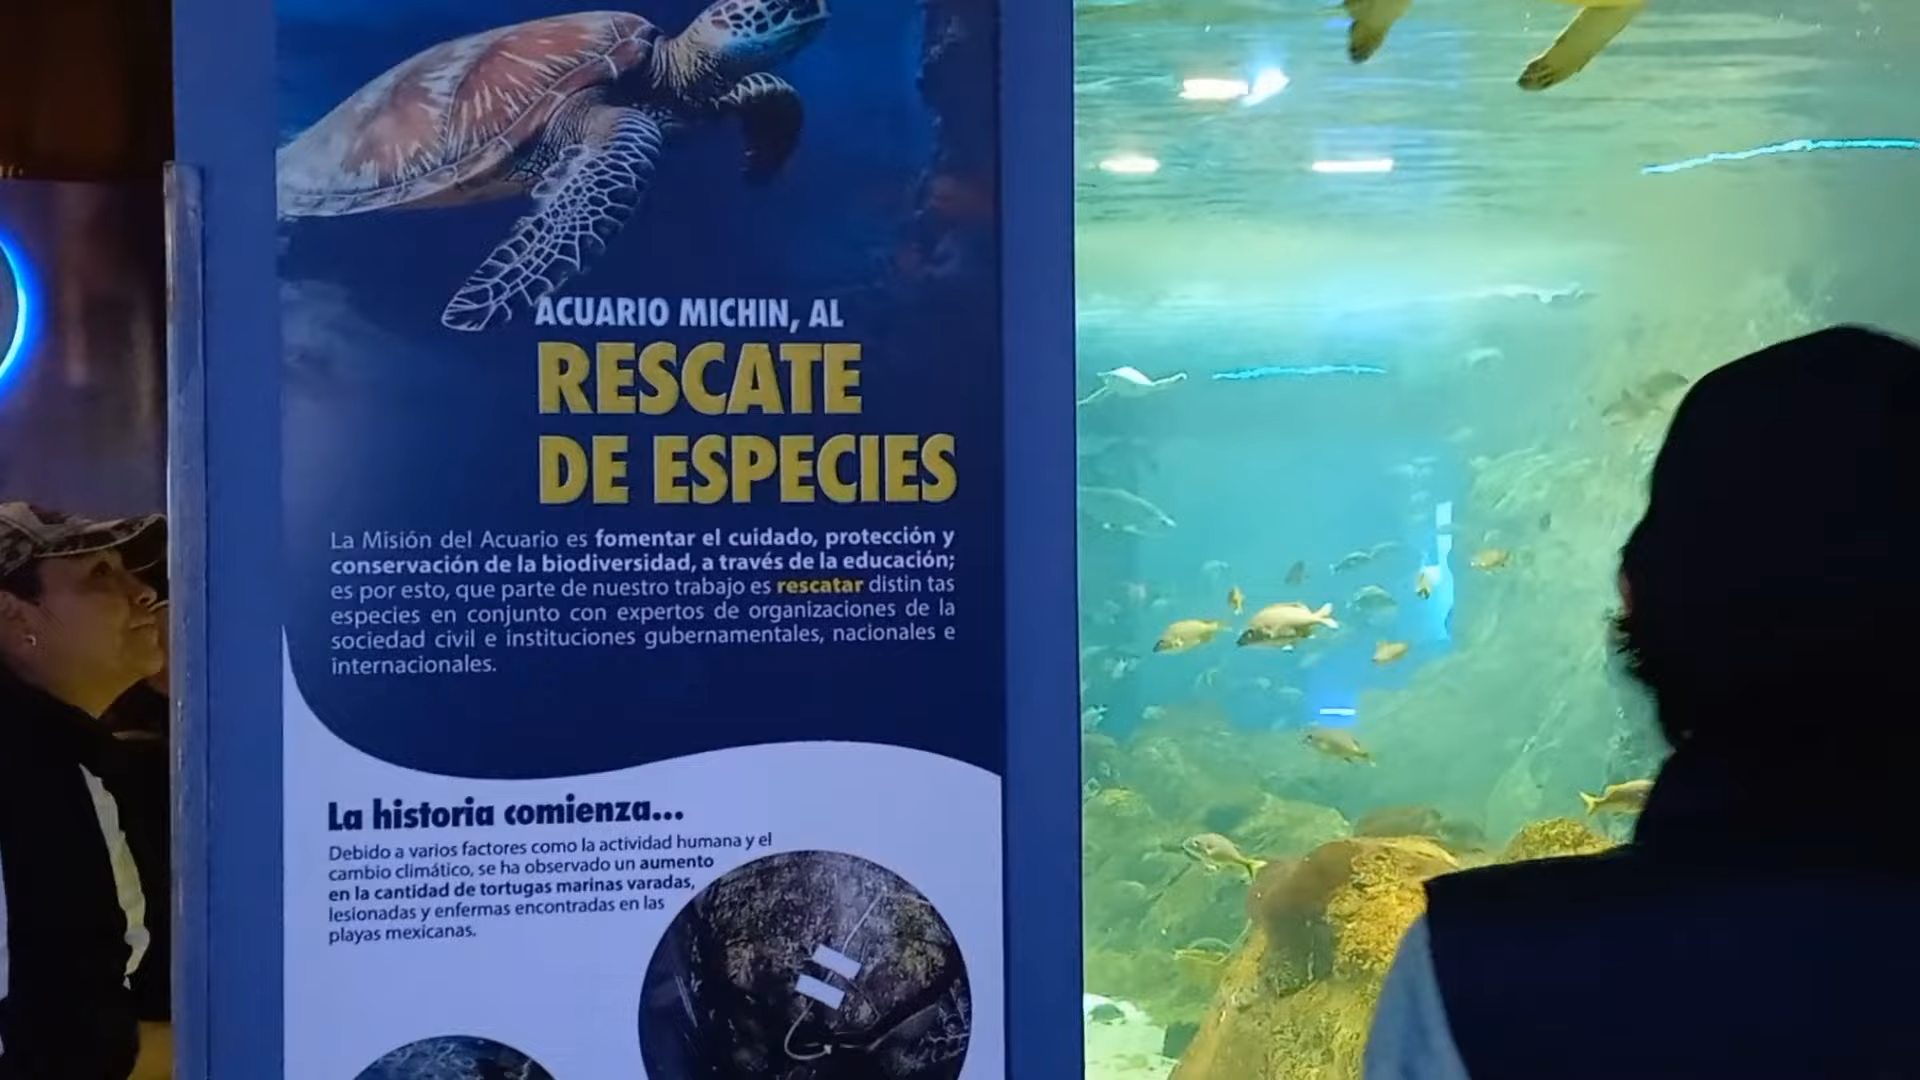 ACUARIO MICHIN, AL
RESCATE
DE ESPECIES
La Misión del Acuario es fomentar el cuidado, protección y
conservación de la biodiversidad, a través de la educación;
es por esto, que parte de nuestro trabajo es rescatar distin tas
especies en conjunto con expertos de organizaciones de la
sociedad civil e instituciones gubernamentales, nacionales e
internacionales.
La historia comienza...
Debido a varios factores como la actividad humana y el
cambio climático, se ha observado un aumento
en la cantidad de tortugas marinas varadas,
lesionadas y enfermas encontradas en las
playas mexicanas.